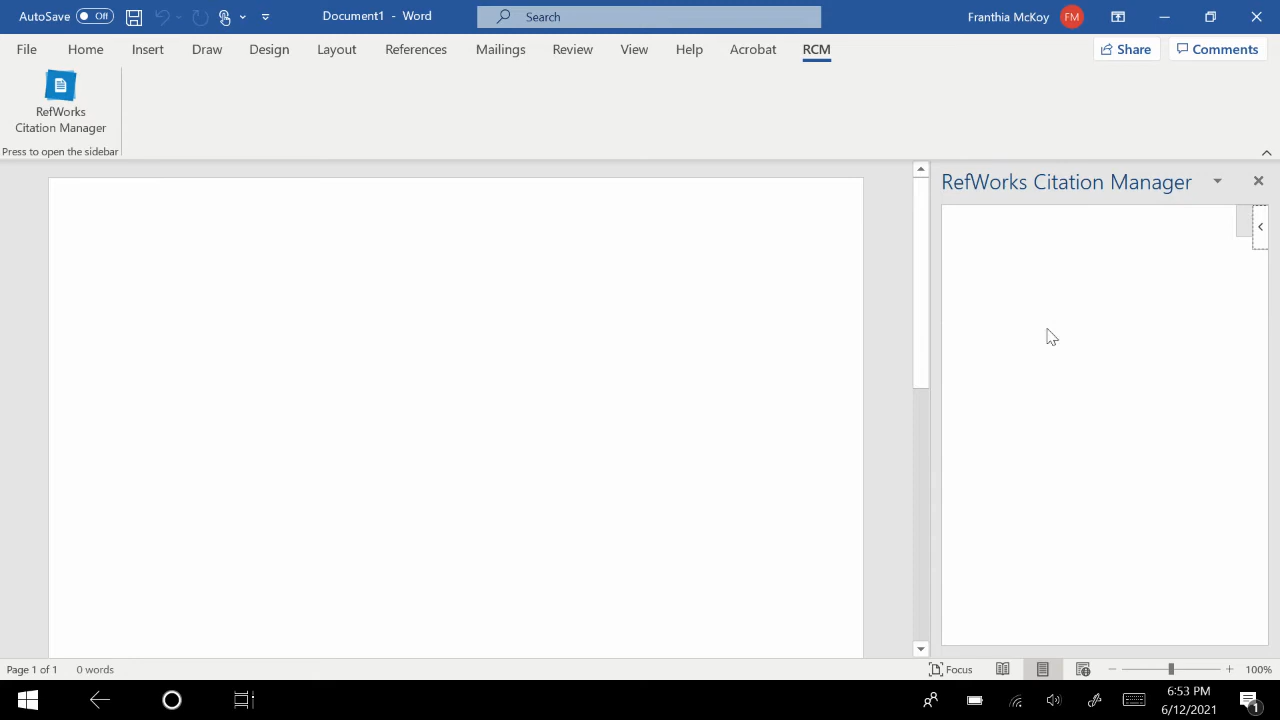 AutoSave Off Document1 - Word Search Franthia McKoy FM
File Home Insert Draw Design Layout References Mailings Review View Help Acrobat RCM Share Comments
RefWorks
Citation Manager
Press to open the sidebar
RefWorks Citation Manager
Page 1 of 1 0 words Focus 100%
6:53 PM
6/12/2021 1